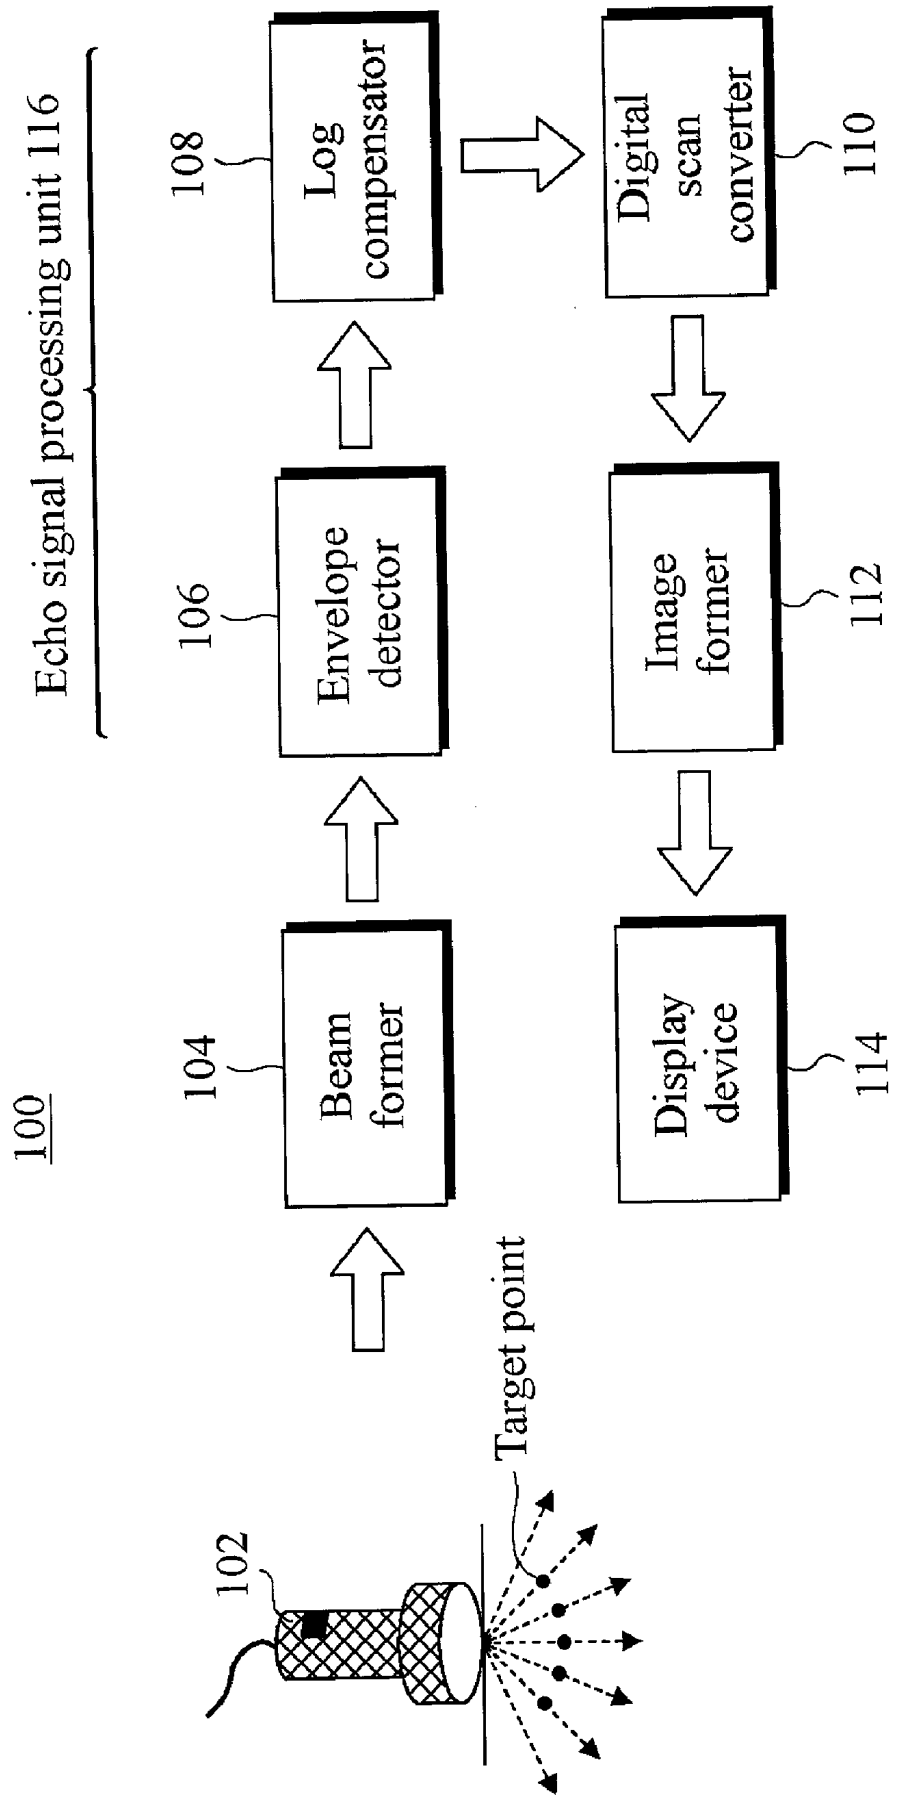 100
Echo signal processing unit 116
102
104
106
108
Beam
former
Envelope
detector
Log
compensator
Target point
Display
device
Image
former
Digital
scan
converter
114
112
110